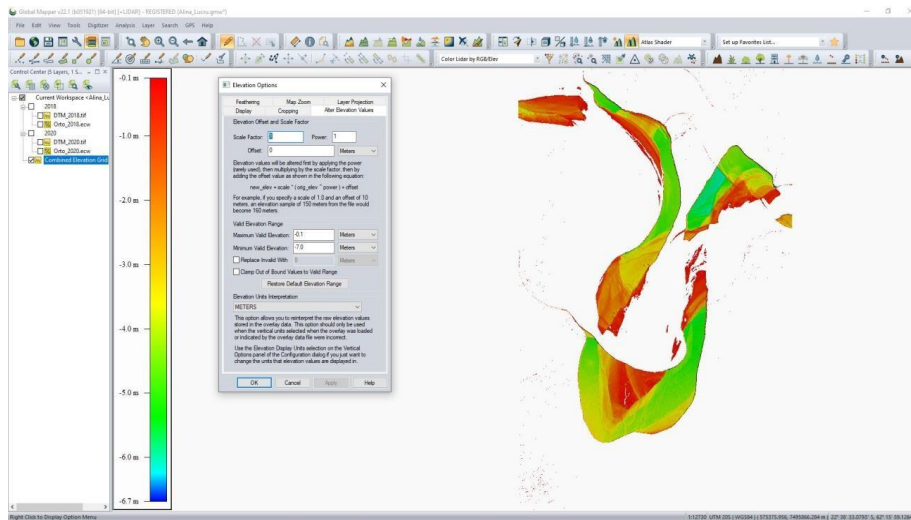 Global Mapper v22.1 (b051921) [64-bit] [+LIDAR] - REGISTERED (Alina_Luciu.gmw*)
File Edit View Tools Digitizer Analysis Layer Search GPS Help
Atlas Shader
Set up Favorites List...
Color Lidar by RGB/Elev
Control Center (5 Layers, 1 S...
Current Workspace <Alina_Lu
2018
DTM_2018.tif
Orto_2018.ecw
2020
DTM_2020.tif
Orto_2020.ecw
Combined Elevation Grid
-0.1 m
-1.0 m
-2.0 m
-3.0 m
-4.0 m
-5.0 m
-6.0 m
-6.7 m
Elevation Options
Feathering Map Zoom Layer Projection
Display Cropping Alter Elevation Values
Elevation Offset and Scale Factor
Scale Factor: Power: 1
Offset: 0 Meters
Elevation values will be altered first by applying the power
(rarely used), then multiplying by the scale factor, then by
adding the offset value as shown in the following equation:
new_elev = scale * ( orig_elev ^ power ) + offset
For example, if you specify a scale of 1.0 and an offset of 10
meters, an elevation sample of 150 meters from the file would
become 160 meters.
Valid Elevation Range
Maximum Valid Elevation: -0.1 Meters
Minimum Valid Elevation: -7.0 Meters
Replace Invalid With: 0 Meters
Clamp Out of Bound Values to Valid Range
Restore Default Elevation Range
Elevation Units Interpretation
METERS
This option allows you to reinterpret the raw elevation values
stored in the overlay data. This option should only be used
when the vertical units selected when the overlay was loaded
or indicated by the overlay data file were incorrect.
Use the Elevation Display Units selection on the Vertical
Options panel of the Configuration dialog if you just want to
change the units that elevation values are displayed in.
OK Cancel Apply Help
Right Click to Display Option Menu